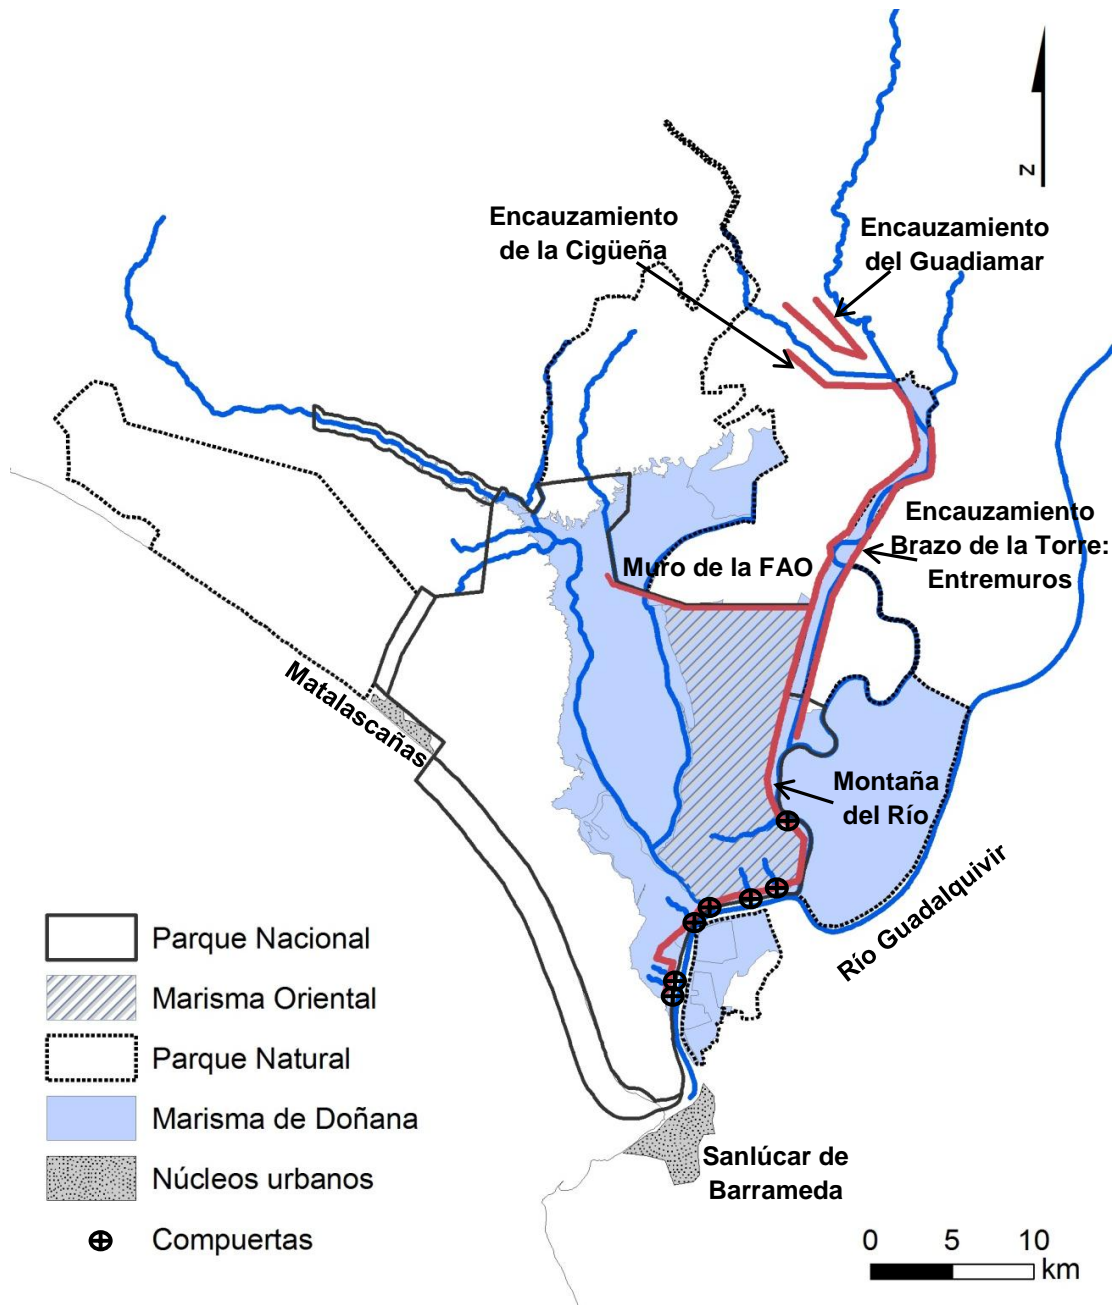 N
Encauzamiento
de la Cigüeña
Encauzamiento
del Guadiamar
Encauzamiento
Brazo de la Torre:
Entremuros
Muro de la FAO
Matalascañas
Montaña
del Río
Río Guadalquivir
Parque Nacional
Marisma Oriental
Parque Natural
Marisma de Doñana
Núcleos urbanos
Compuertas
Sanlúcar de
Barrameda
0 5 10
km